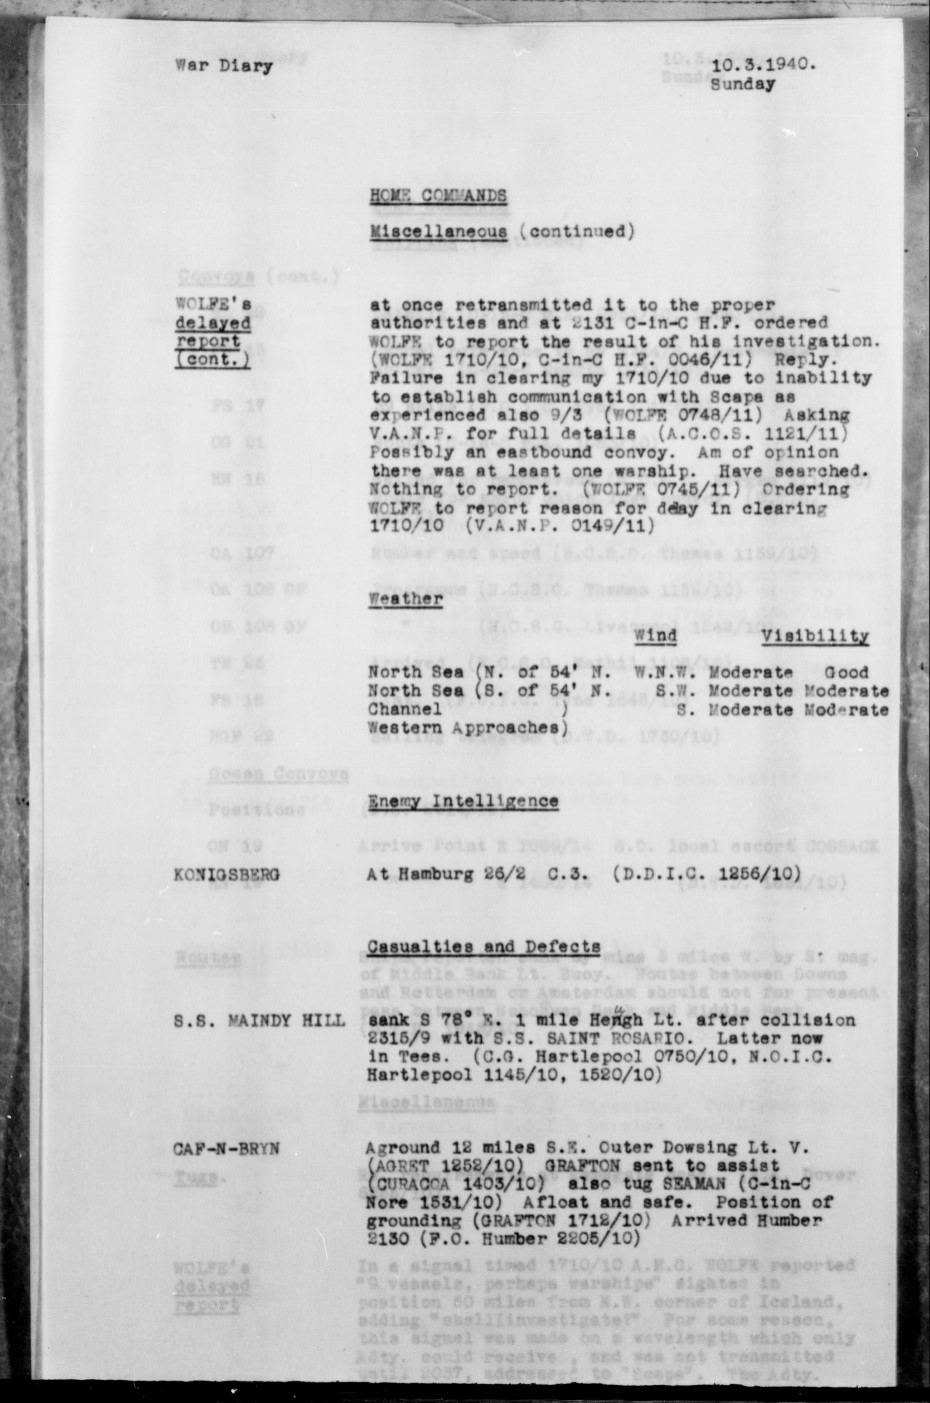 War Diary
10.3.1940.
Sunday
HOME COMMANDS
Miscellaneous (continued)
WOLFE's
delayed
report
(cont.)
at once retransmitted it to the proper
authorities and at 2131 C-in-C H.F. ordered
WOLFE to report the result of his investigation.
(WOLFE 1710/10, C-in-C H.F. 0046/11) Reply.
Failure in clearing my 1710/10 due to inability
to establish communication with Scapa as
experienced also 9/3 (WOLFE 0748/11) Asking
V.A.N.P. for full details (A.C.O.S. 1121/11)
Possibly an eastbound convoy. Am of opinion
there was at least one warship. Have searched.
Nothing to report. (WOLFE 0745/11) Ordering
WOLFE to report reason for delay in clearing
1710/10 (V.A.N.P. 0149/11)
Weather
Wind Visibility
North Sea (N. of 54' N. W.N.W. Moderate Good
North Sea (S. of 54' N. S.W. Moderate Moderate
Channel ) S. Moderate Moderate
Western Approaches)
Enemy Intelligence
KONIGSBERG At Hamburg 26/2 C.3. (D.D.I.C. 1256/10)
Casualties and Defects
S.S. MAINDY HILL sank S 78° E. 1 mile Heugh Lt. after collision
2315/9 with S.S. SAINT ROSARIO. Latter now
in Tees. (C.G. Hartlepool 0750/10, N.O.I.C.
Hartlepool 1145/10, 1520/10)
CAP-N-BRYN Aground 12 miles S.E. Outer Dowsing Lt. V.
(AGRET 1252/10) GRAFTON sent to assist
(CURACOA 1403/10) also tug SEAMAN (C-in-C
Nore 1531/10) Afloat and safe. Position of
grounding (GRAFTON 1712/10) Arrived Humber
2130 (F.O. Humber 2205/10)